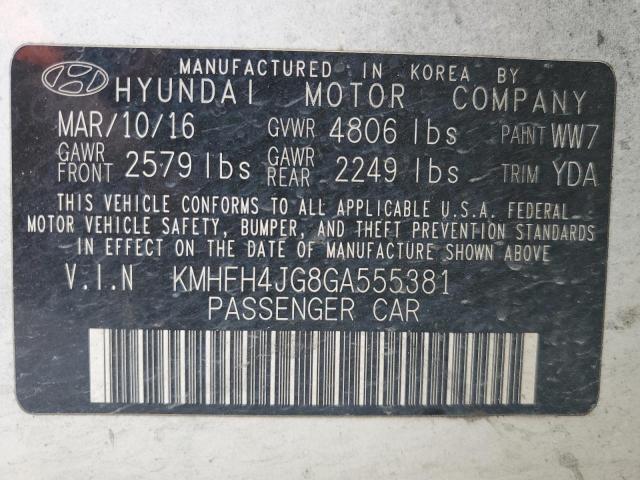 MANUFACTURED IN KOREA BY
HYUNDAI MOTOR COMPANY
MAR/10/16 GVWR 4806 lbs PAINT WW7
GAWR FRONT 2579 lbs GAWR REAR 2249 lbs TRIM YDA
THIS VEHICLE CONFORMS TO ALL APPLICABLE U.S.A. FEDERAL
MOTOR VEHICLE SAFETY, BUMPER, AND THEFT PREVENTION STANDARDS
IN EFFECT ON THE DATE OF MANUFACTURE SHOWN ABOVE
V.I.N KMHFH4JG8GA555381
PASSENGER CAR